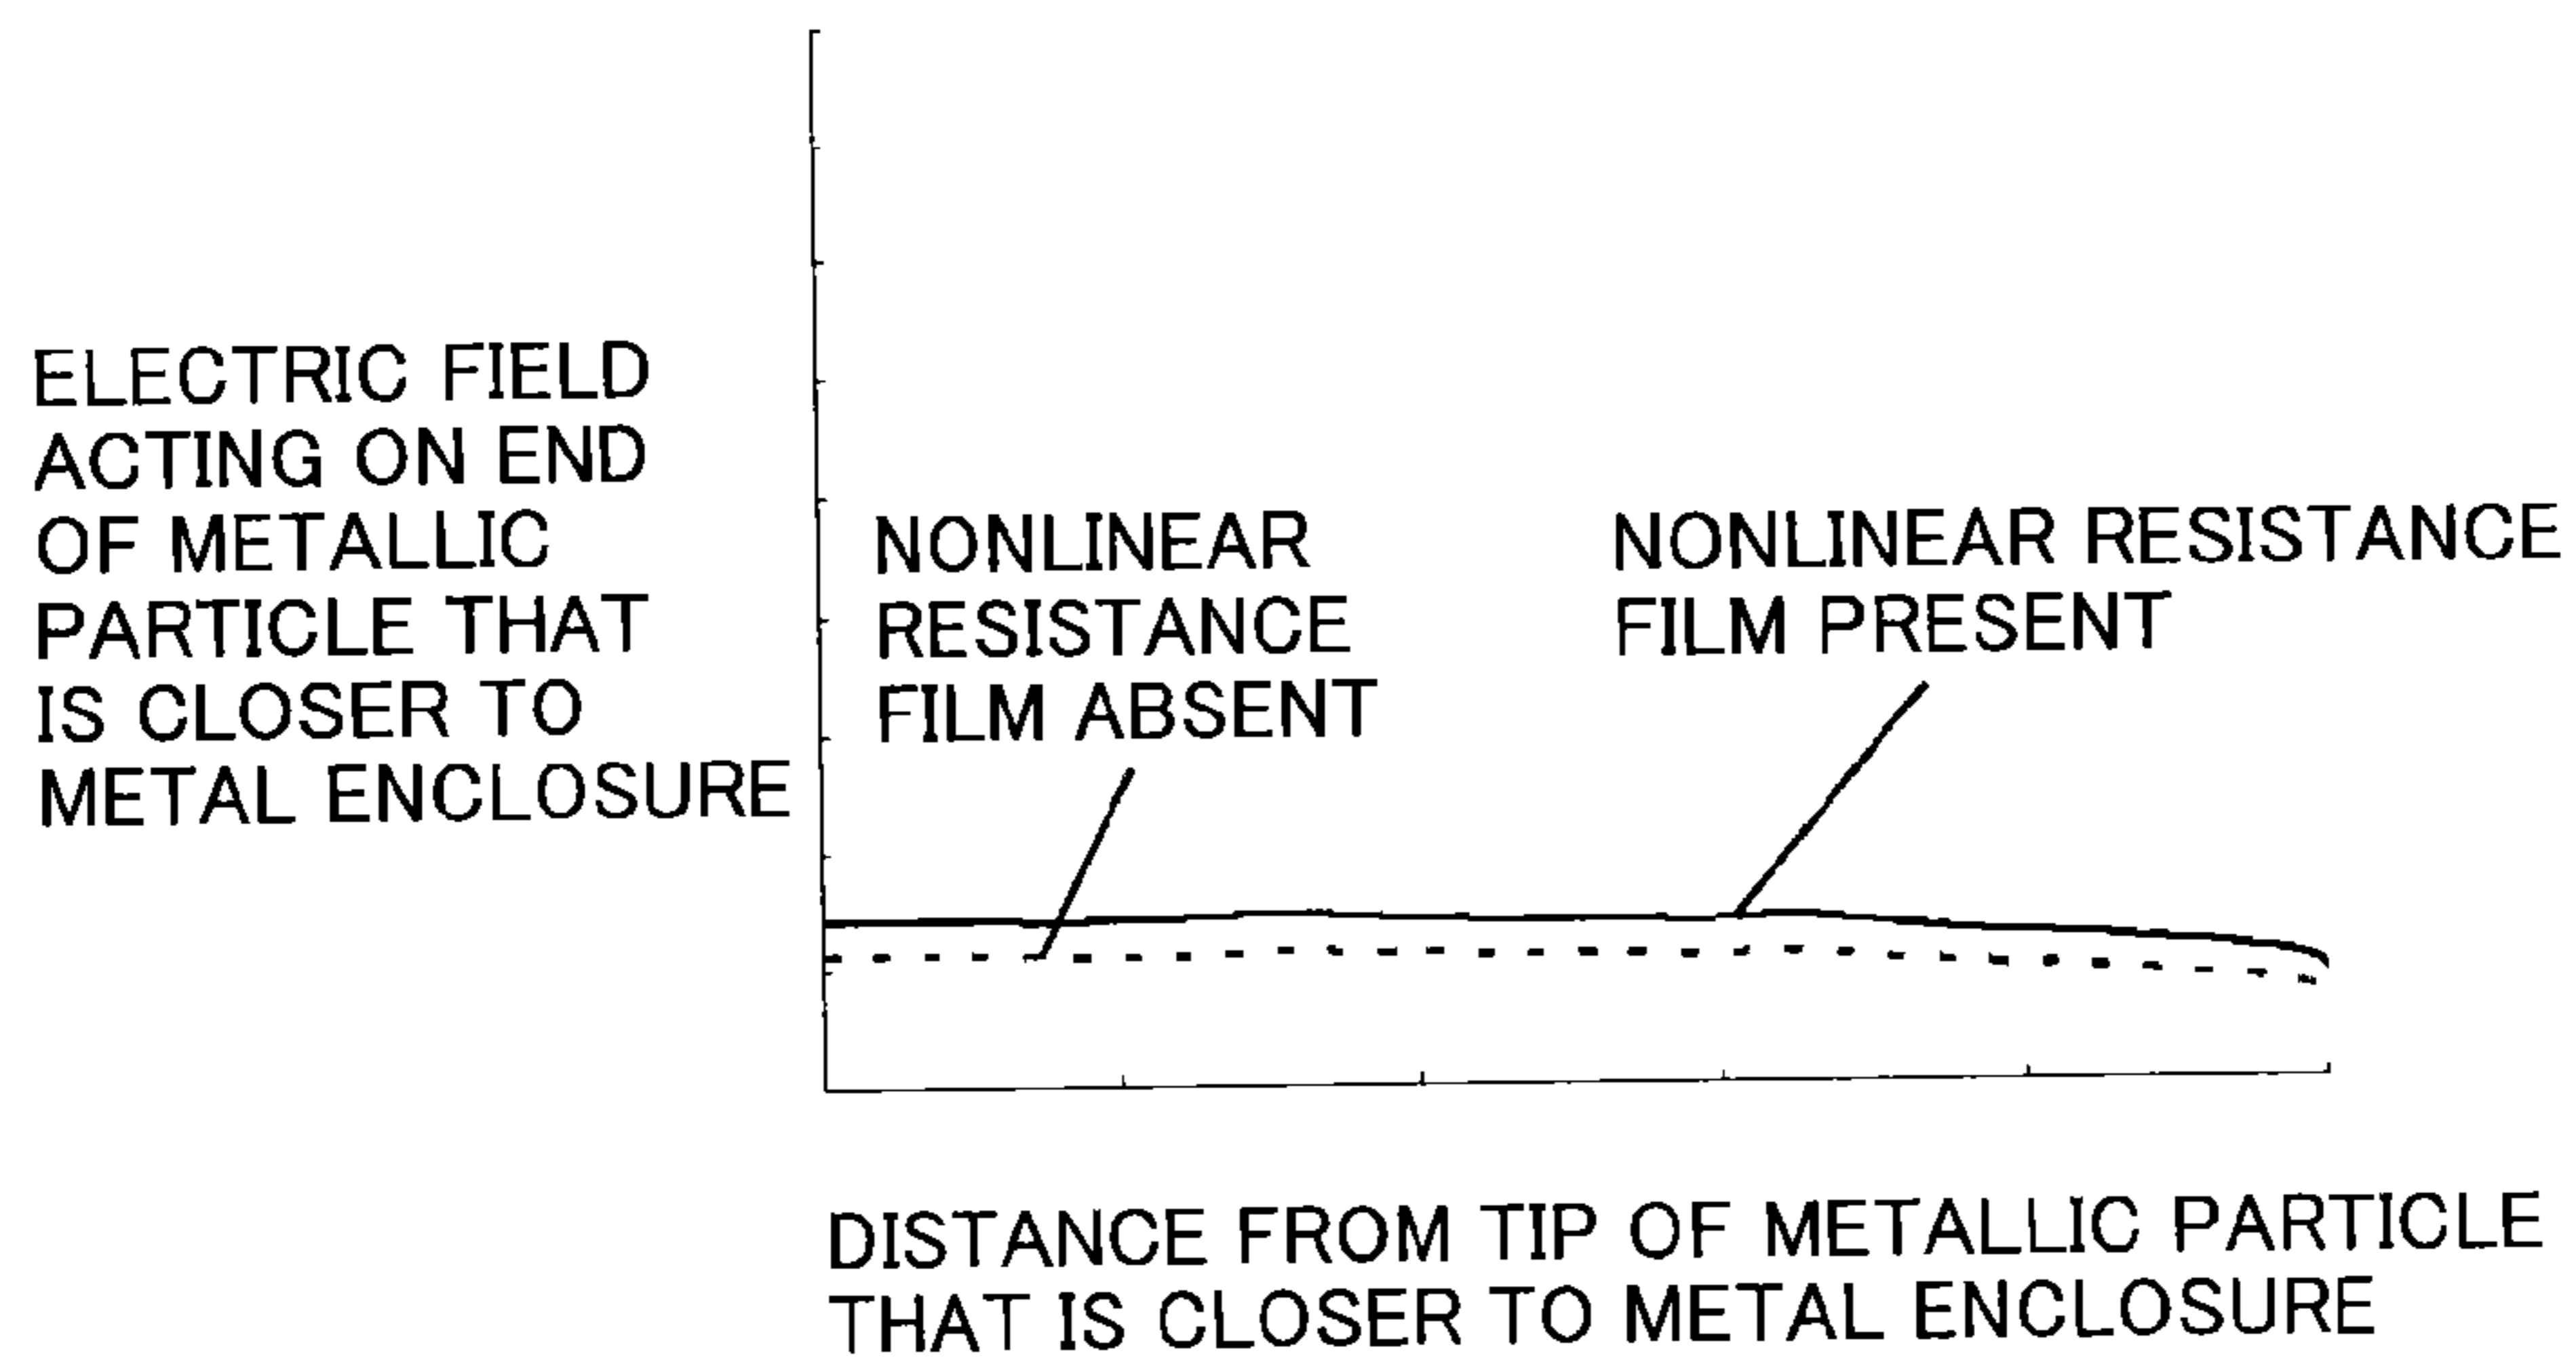 ELECTRIC FIELD
ACTING ON END
OF METALLIC
PARTICLE THAT
IS CLOSER TO
METAL ENCLOSURE
NONLINEAR
RESISTANCE
FILM ABSENT
NONLINEAR RESISTANCE
FILM PRESENT
DISTANCE FROM TIP OF METALLIC PARTICLE
THAT IS CLOSER TO METAL ENCLOSURE